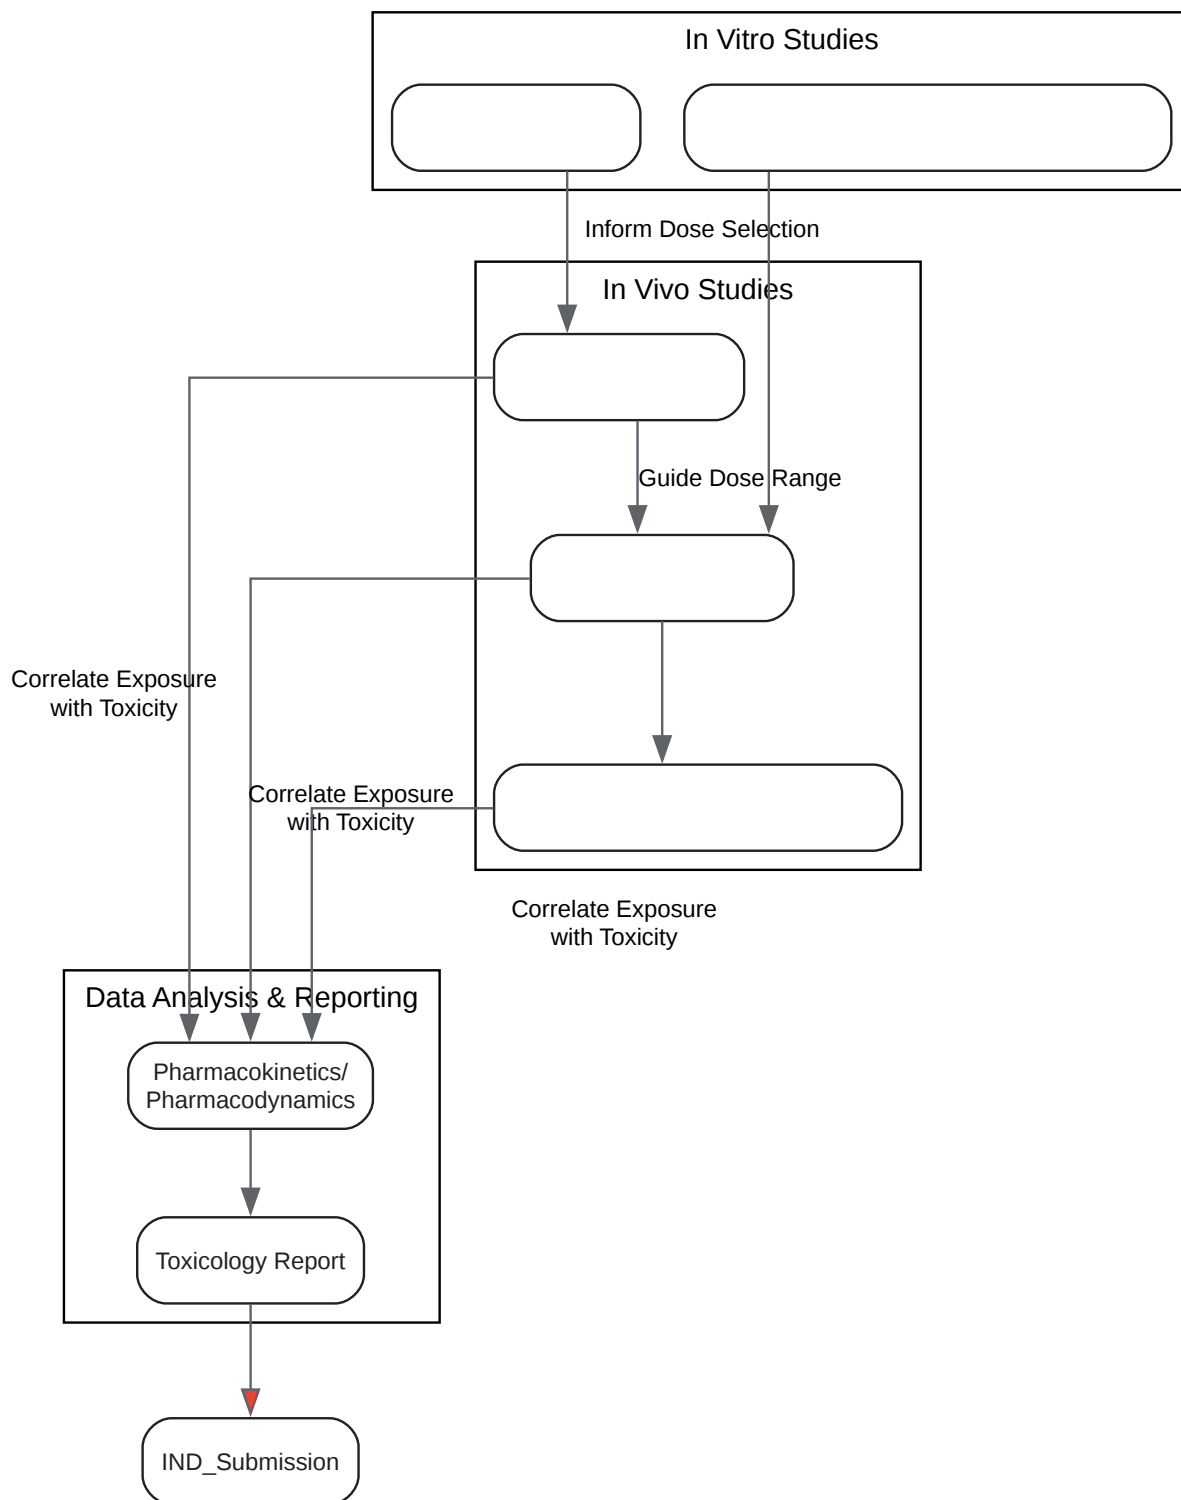 In Vitro Studies
Inform Dose Selection
In Vivo Studies
Guide Dose Range
Correlate Exposure
with Toxicity
Correlate Exposure
with Toxicity
Correlate Exposure
with Toxicity
Data Analysis & Reporting
Pharmacokinetics/
Pharmacodynamics
Toxicology Report
IND_Submission